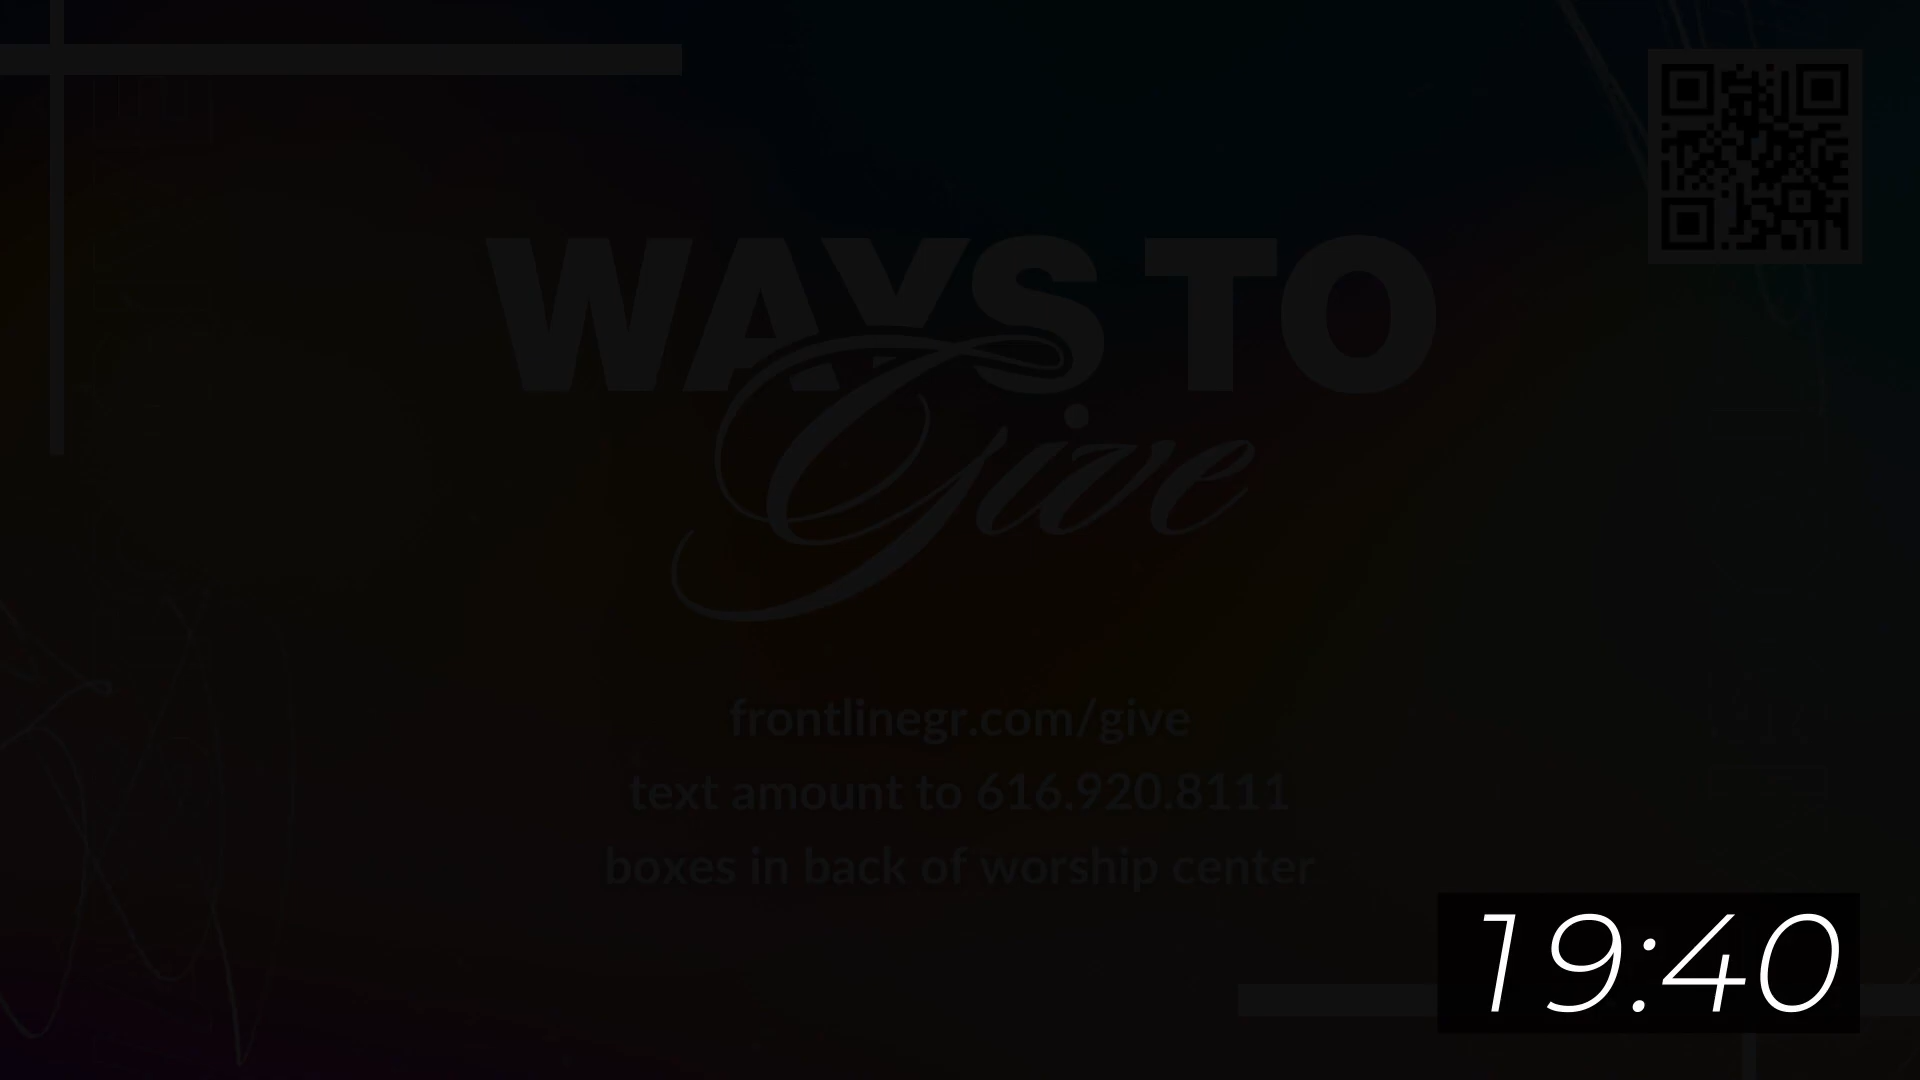 WAYS TO
Give
frontlinegr.com/give
text amount to 616.920.8111
boxes in back of worship center
19:40